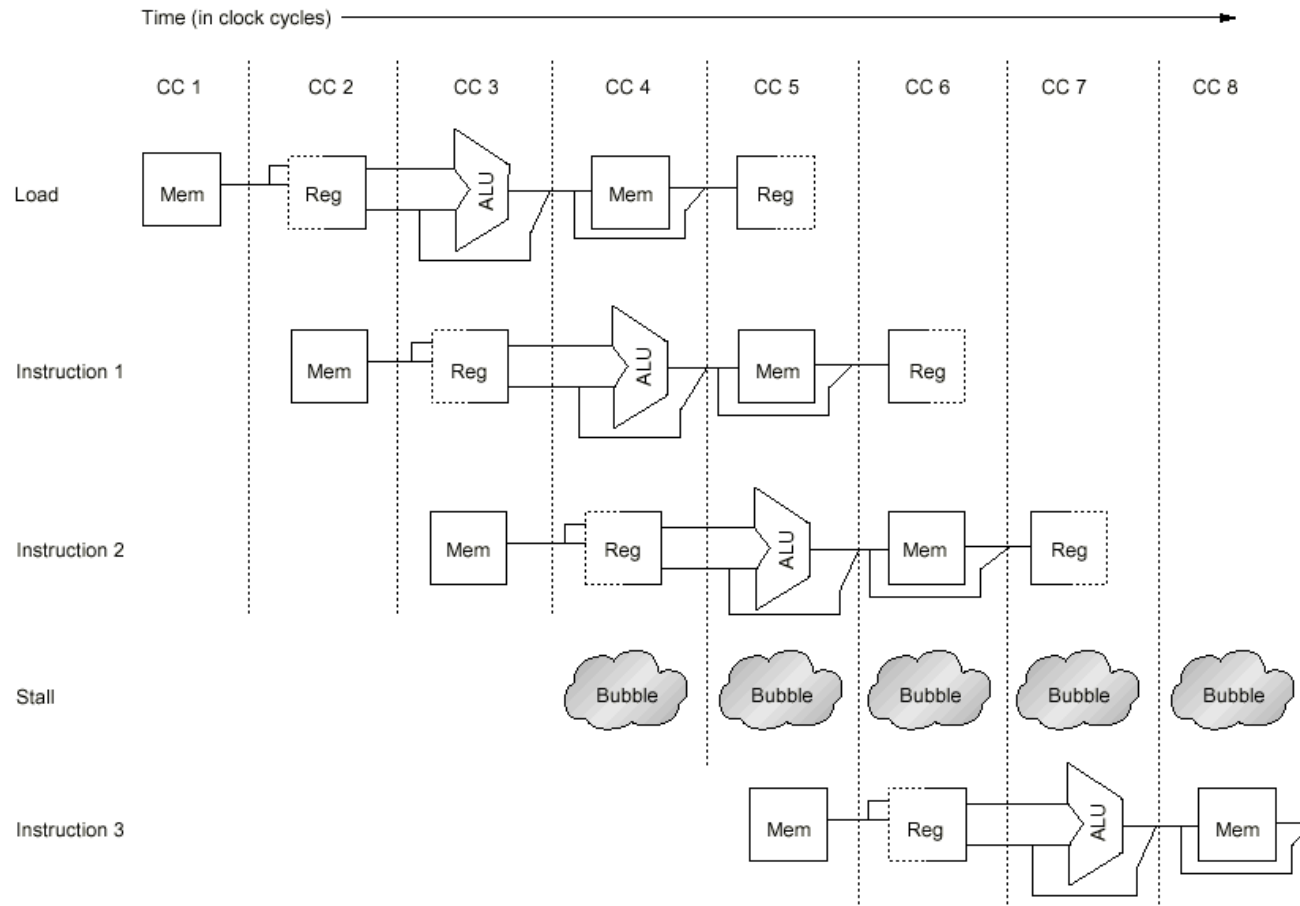 Time (in clock cycles)
CC 1 CC 2 CC 3 CC 4 CC 5 CC 6 CC 7 CC 8
Load Mem Reg ALU Mem Reg
Instruction 1 Mem Reg ALU Mem Reg
Instruction 2 Mem Reg ALU Mem Reg
Stall Bubble Bubble Bubble Bubble Bubble
Instruction 3 Mem Reg ALU Mem